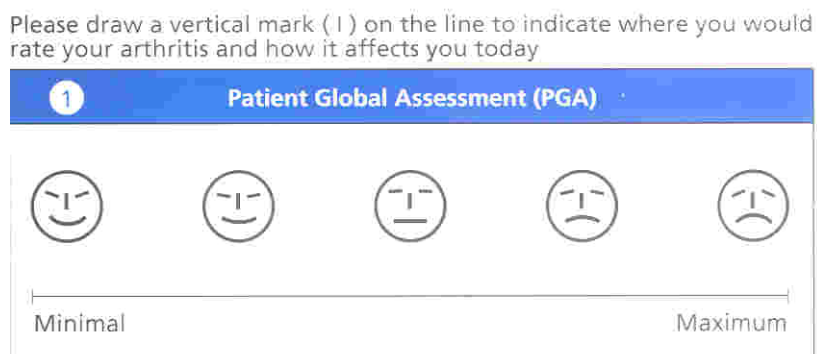 Please draw a vertical mark ( I ) on the line to indicate where you would
rate your arthritis and how it affects you today
1 Patient Global Assessment (PGA)
Minimal Maximum